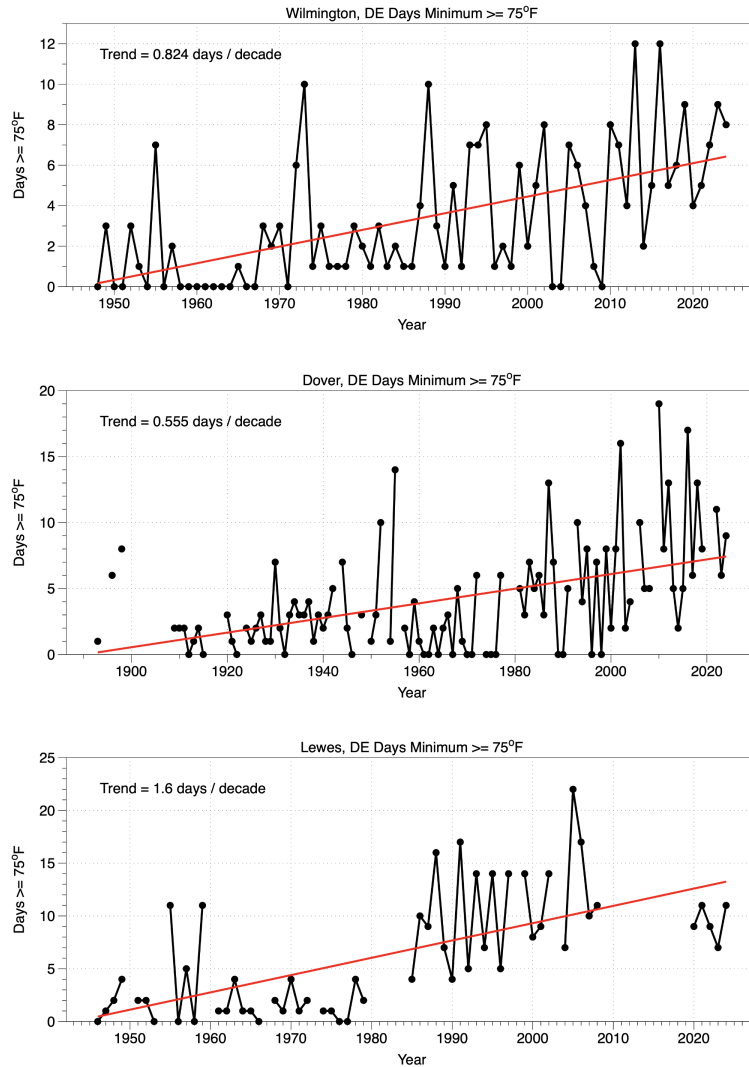 Wilmington, DE Days Minimum >= 75°F
Trend = 0.824 days / decade
Days >= 75°F
12
10
8
6
4
2
0
1950 1960 1970 1980 1990 2000 2010 2020
Year
Dover, DE Days Minimum >= 75°F
Trend = 0.555 days / decade
Days >= 75°F
20
15
10
5
0
1900 1920 1940 1960 1980 2000 2020
Year
Lewes, DE Days Minimum >= 75°F
Trend = 1.6 days / decade
Days >= 75°F
25
20
15
10
5
0
1950 1960 1970 1980 1990 2000 2010 2020
Year